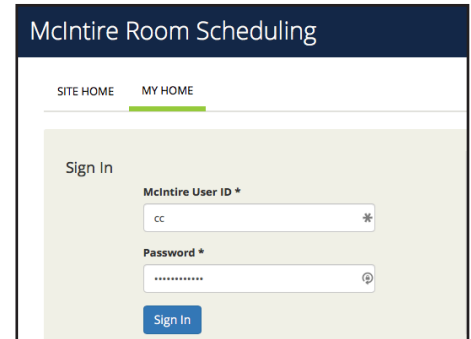 McIntire Room Scheduling
SITE HOME MY HOME
Sign In
McIntire User ID *
cc
Password *
••••••••••••
Sign In